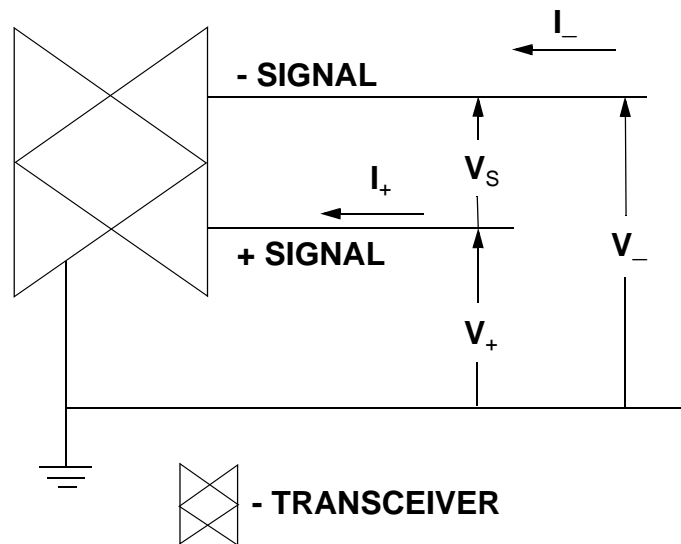 I_
- SIGNAL
VS
I+
+ SIGNAL
V_
V+
- TRANSCEIVER